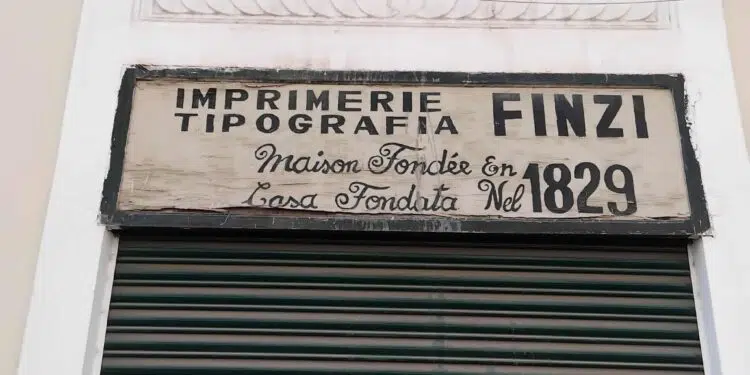 IMPRIMERIE
TIPOGRAFIA FINZI
Maison Fondée En
Casa Fondata Nel 1829